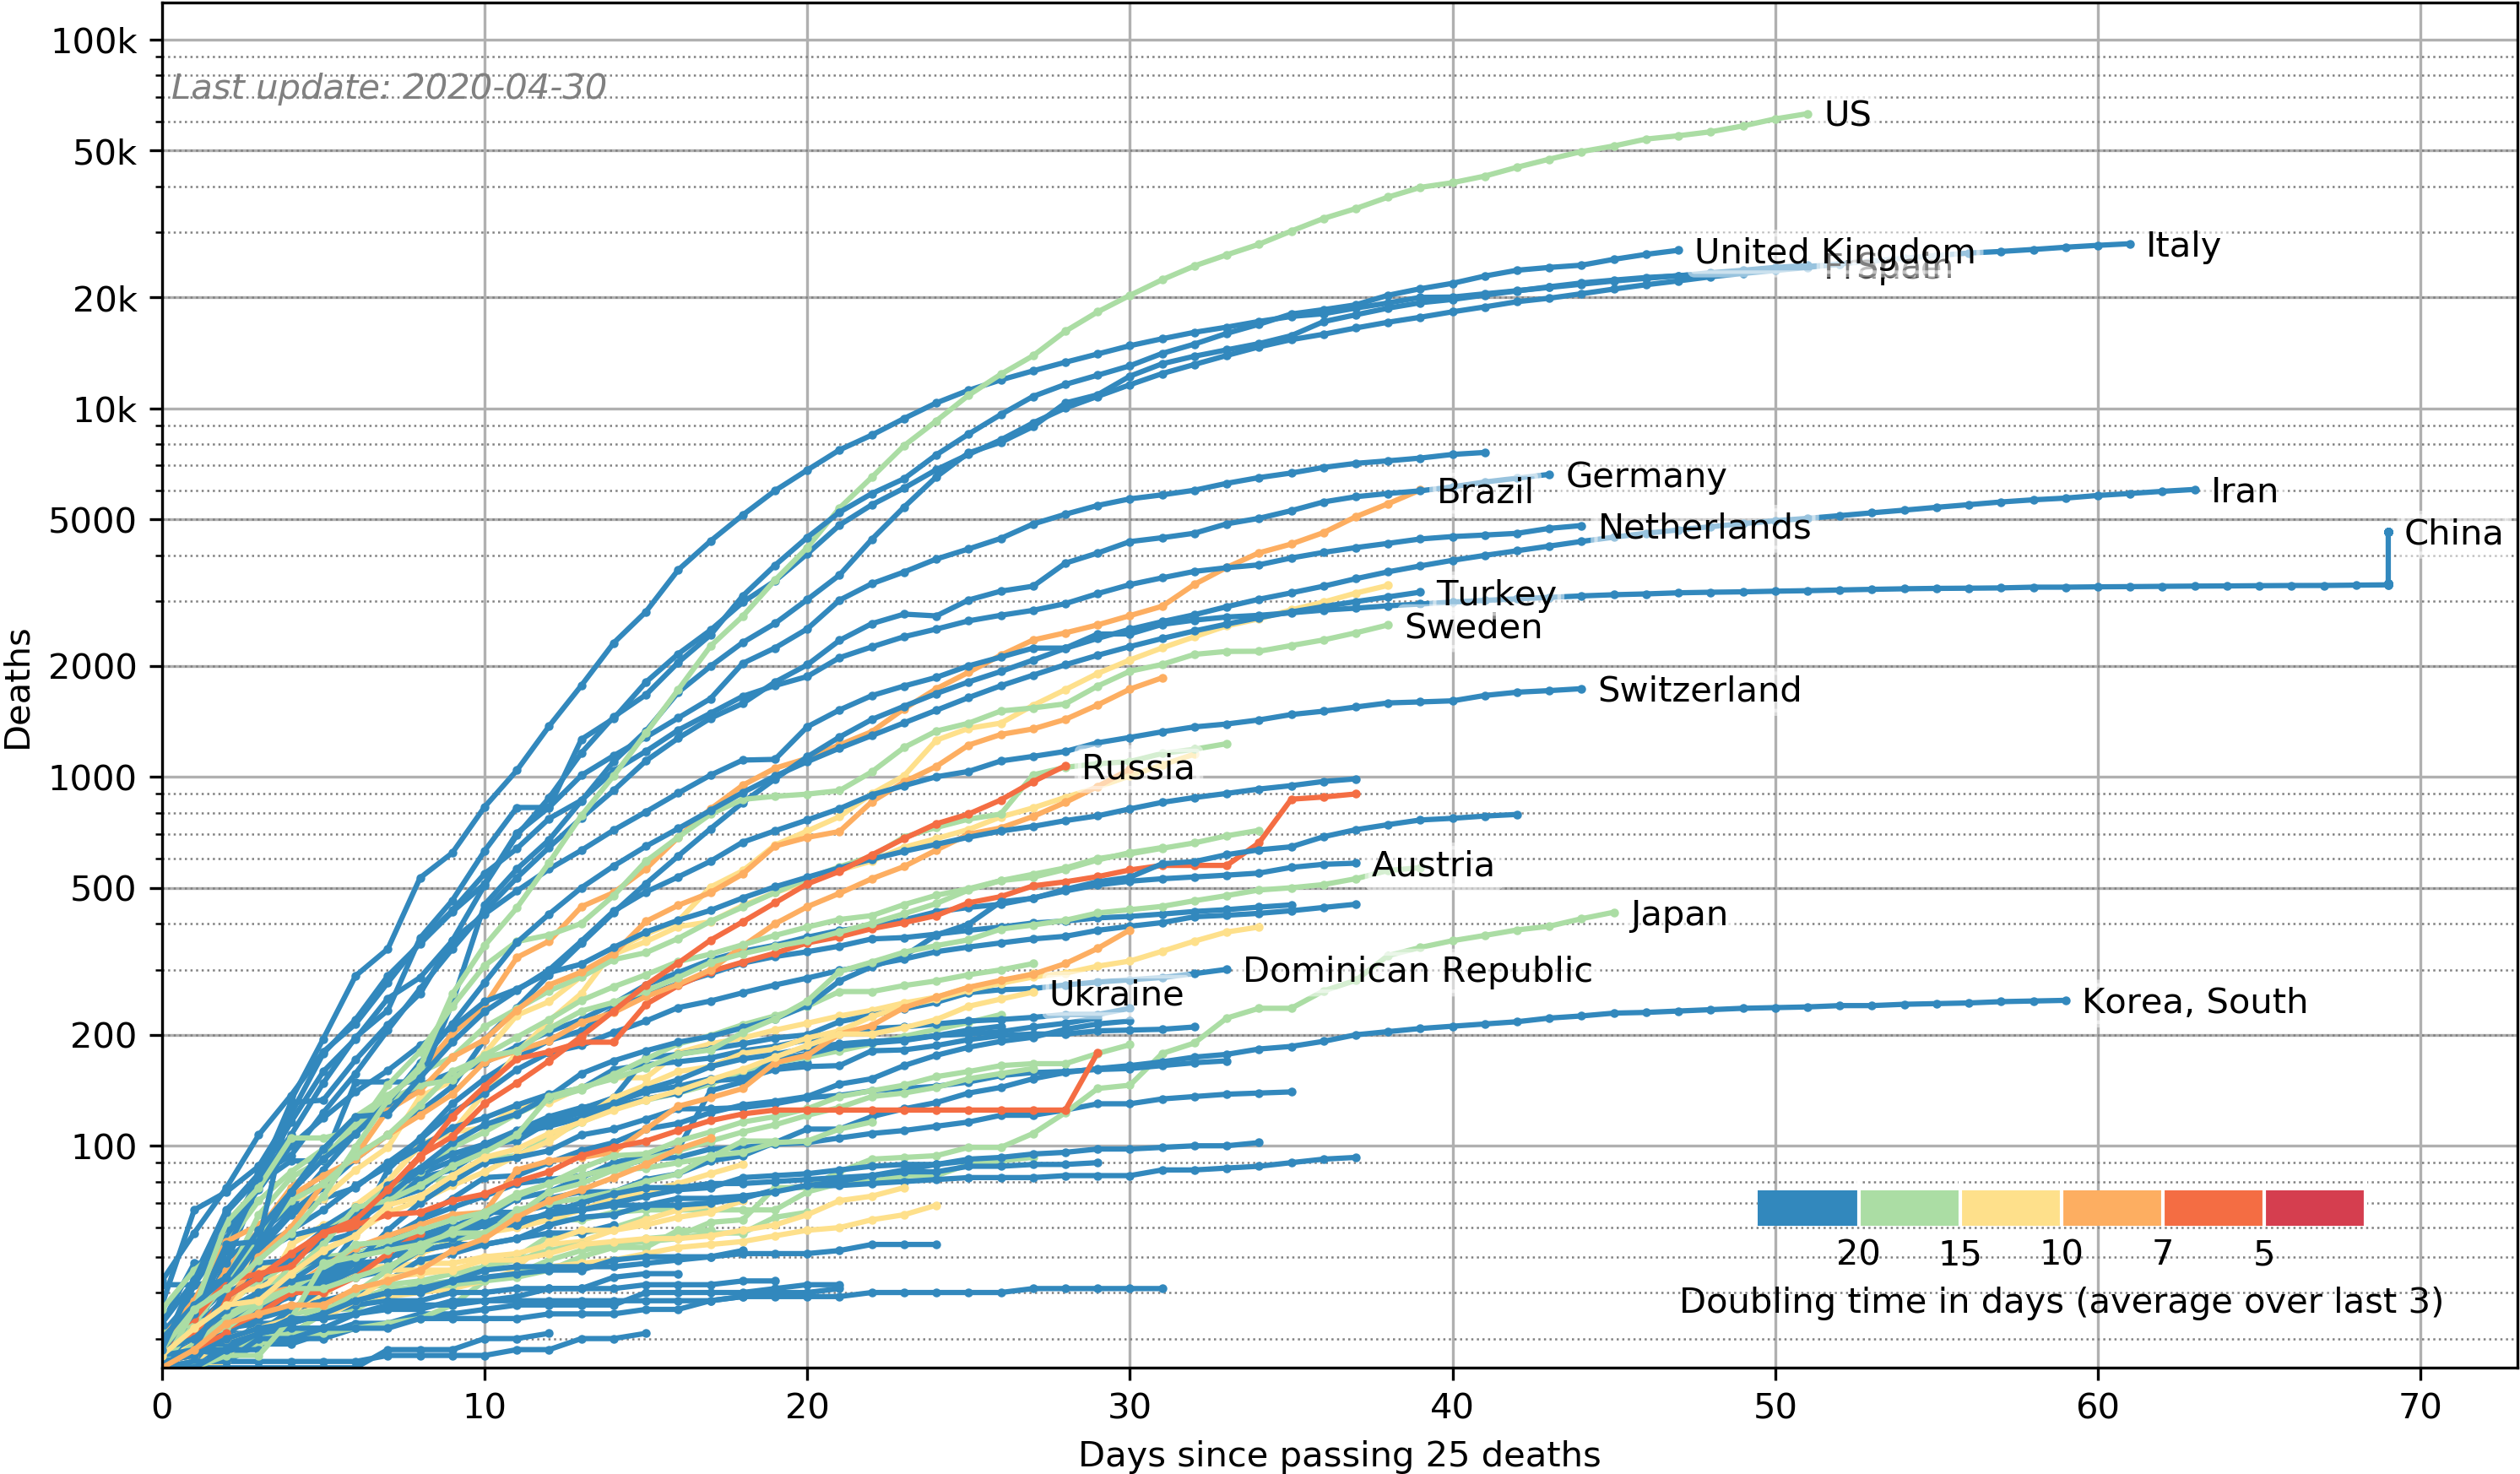 100k
Last update: 2020-04-30
US
50k
United Kingdom
Italy
Spain
20k
10k
Germany
Brazil
Iran
5000
Netherlands
China
Turkey
Sweden
2000
Switzerland
Deaths
Russia
1000
Austria
500
Japan
Dominican Republic
Ukraine
Korea, South
200
100
20 15 10 7 5
Doubling time in days (average over last 3)
0 10 20 30 40 50 60 70
Days since passing 25 deaths